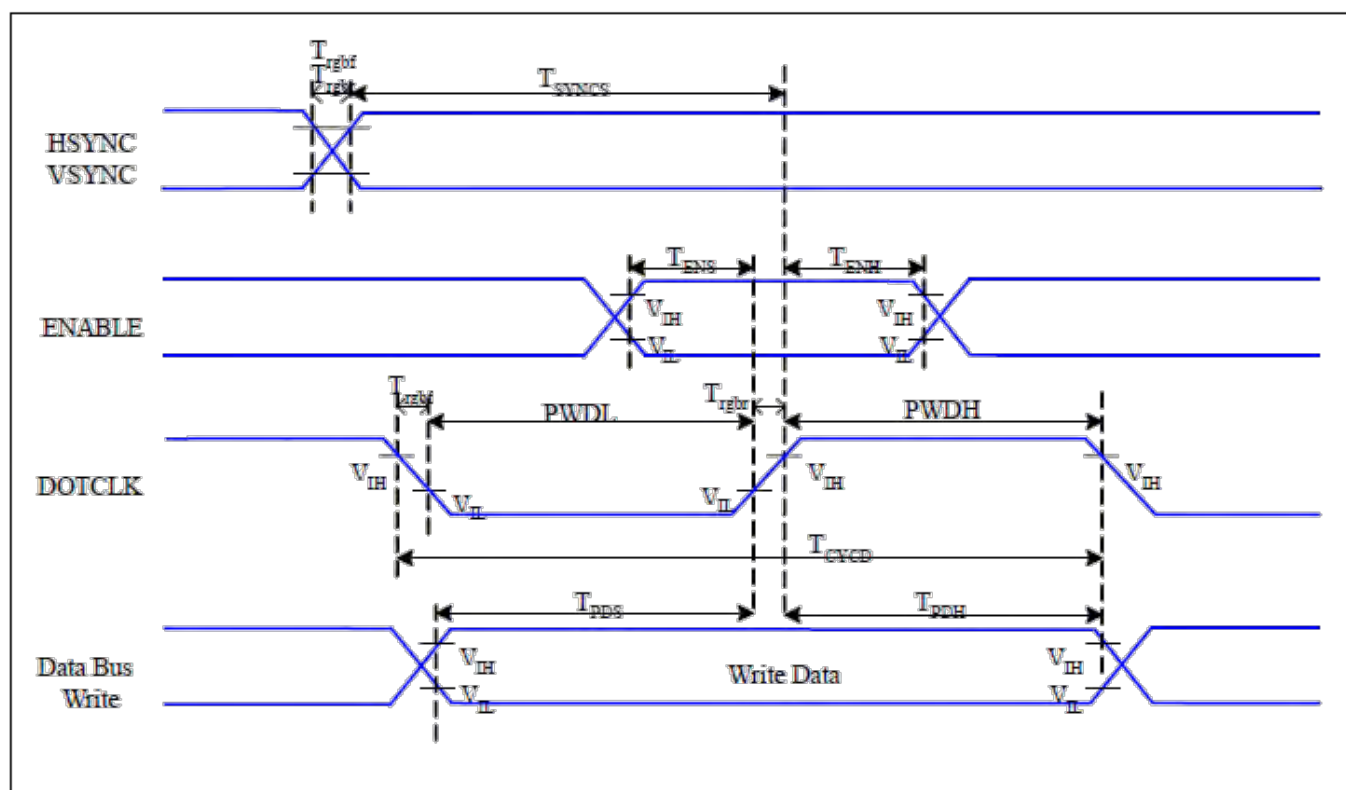 Trgbf
Trgbr TSYNCS
HSYNC
VSYNC
TENS TENH
VIH VIH
ENABLE
VIL VIL
Trgbf PWDL Trgbr PWDH
VIH VIH VIH
DOTCLK
VIL VIL
TCYCD
TPDS TPDH
Data Bus
Write
VIH Write Data VIH
VIL VIL